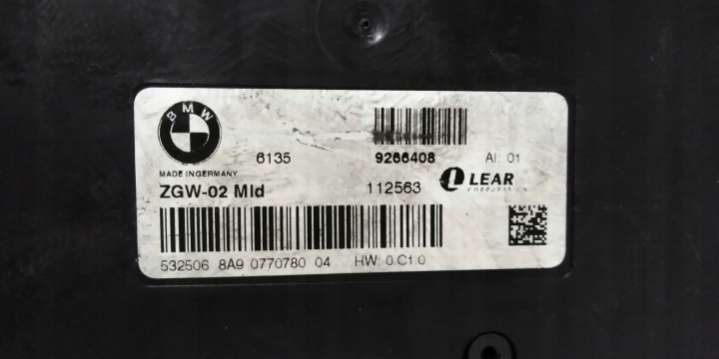 BMW
6135 9266408 AI: 01
MADE IN GERMANY
ZGW-02 Mld 112563 LEAR
CORPORATION
532506 8A9 0770780 04 HW: 0.C1.0